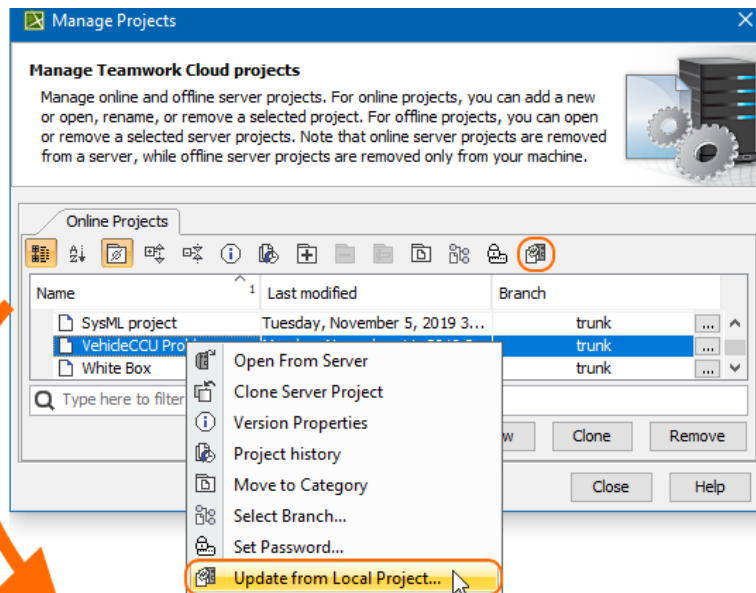 Manage Projects
Manage Teamwork Cloud projects
Manage online and offline server projects. For online projects, you can add a new
or open, rename, or remove a selected project. For offline projects, you can open
or remove a selected server projects. Note that online server projects are removed
from a server, while offline server projects are removed only from your machine.
Online Projects
Name 1 Last modified Branch
SysML project Tuesday, November 5, 2019 3... trunk ...
VehicleCCU trunk ...
White Box trunk ...
Type here to filter
Clone Remove
Close Help
Open From Server
Clone Server Project
Version Properties
Project history
Move to Category
Select Branch...
Set Password...
Update from Local Project...